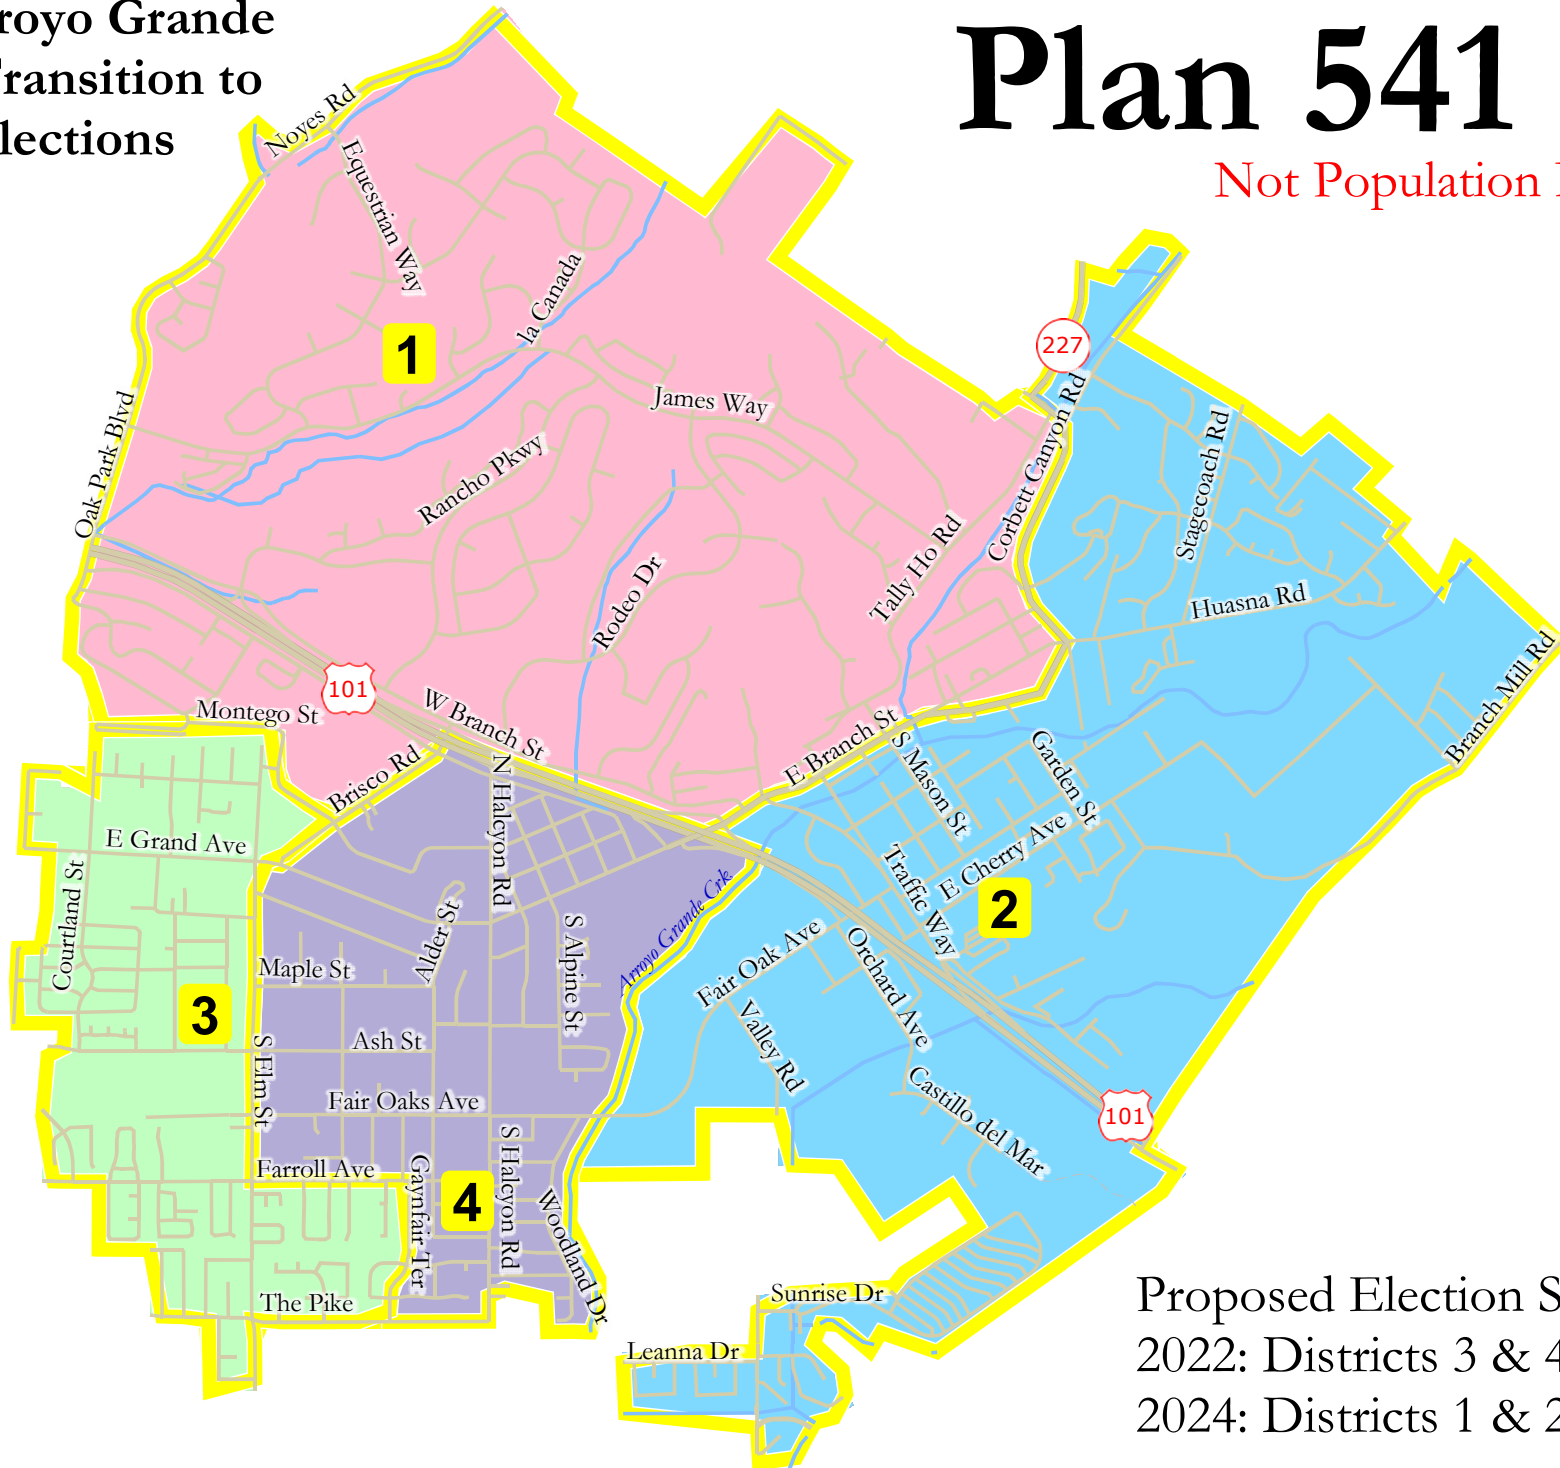 royo Grande
Transition to
lections
Plan 541
Not Population
Noyes Rd
Equestrian Way
la Canada
1
227
James Way
Oak Park Blvd
Rancho Pkwy
Corbett Canyon Rd
Stagecoach Rd
Tally Ho Rd
Rodeo Dr
Huasna Rd
Branch Mill Rd
101
Montego St
W Branch St
E Branch St
S Mason St
Garden St
Brisco Rd
N Halcyon Rd
E Grand Ave
Courtland St
E Cherry Ave
Traffic Way
2
Arroyo Grande Crk
Alder St
S Alpine St
Fair Oak Ave
Orchard Ave
Maple St
3
Valley Rd
Ash St
S Elm St
Castillo del Mar
Fair Oaks Ave
101
Farroll Ave
Gaynfair Ter
4
S Halcyon Rd
Woodland Dr
The Pike
Sunrise Dr
Leanna Dr
Proposed Election S
2022: Districts 3 & 4
2024: Districts 1 & 2